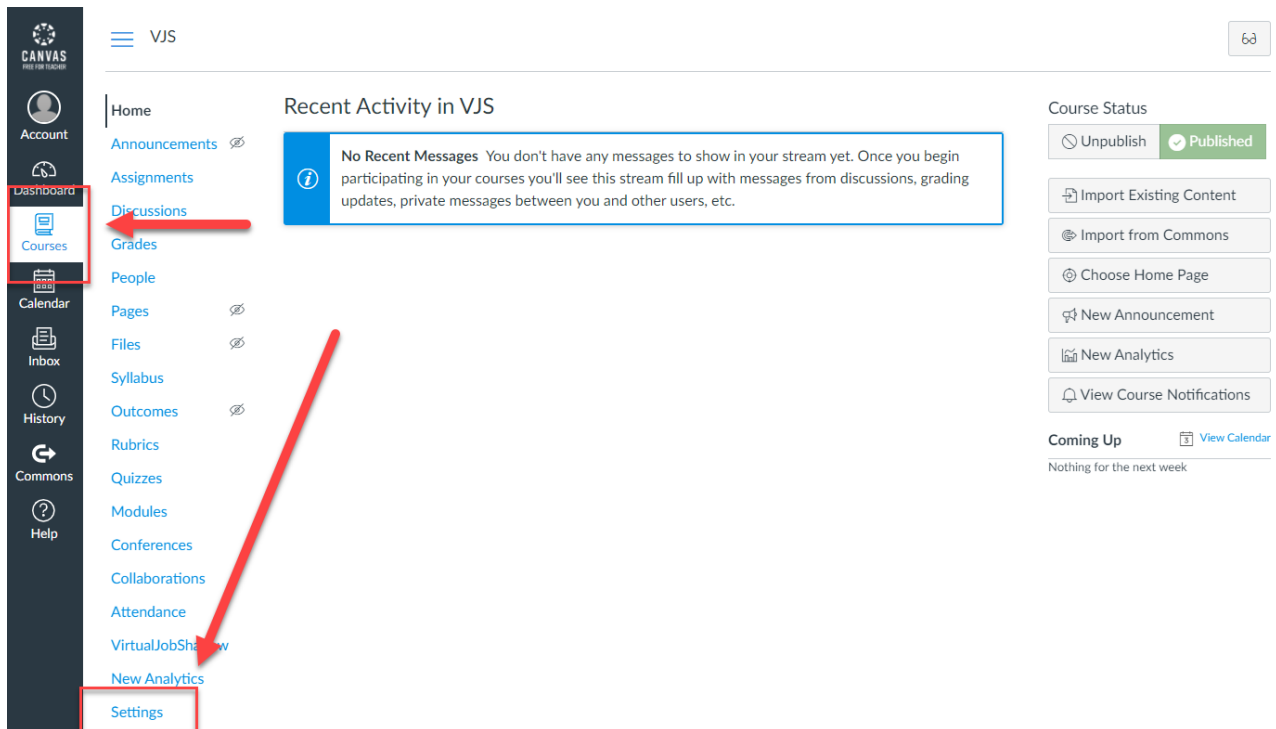 CANVAS
FREE FOR TEACHER
Account
Dashboard
Courses
Calendar
Inbox
History
Commons
Help
VJS
Home
Announcements
Assignments
Discussions
Grades
People
Pages
Files
Syllabus
Outcomes
Rubrics
Quizzes
Modules
Conferences
Collaborations
Attendance
VirtualJobShadow
New Analytics
Settings
Recent Activity in VJS
No Recent Messages You don't have any messages to show in your stream yet. Once you begin
participating in your courses you'll see this stream fill up with messages from discussions, grading
updates, private messages between you and other users, etc.
Course Status
Unpublish Published
Import Existing Content
Import from Commons
Choose Home Page
New Announcement
New Analytics
View Course Notifications
Coming Up 3 View Calendar
Nothing for the next week